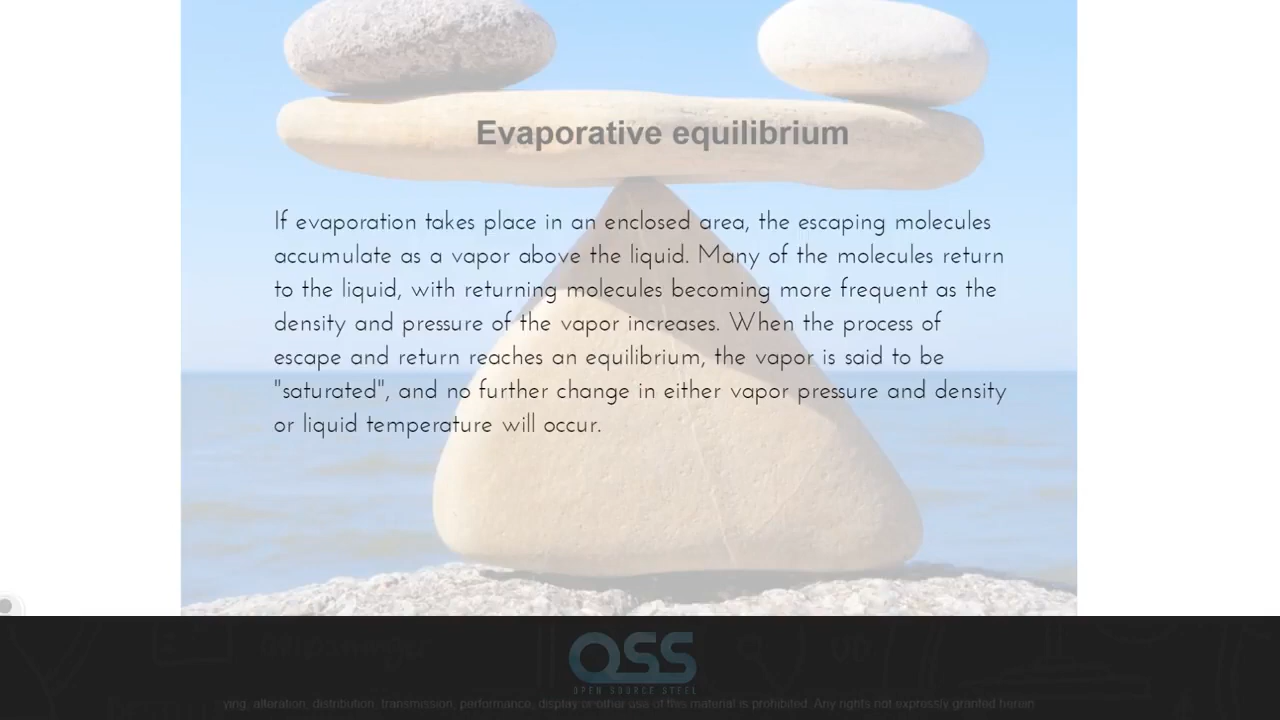 Evaporative equilibrium
If evaporation takes place in an enclosed area, the escaping molecules
accumulate as a vapor above the liquid. Many of the molecules return
to the liquid, with returning molecules becoming more frequent as the
density and pressure of the vapor increases. When the process of
escape and return reaches an equilibrium, the vapor is said to be
"saturated", and no further change in either vapor pressure and density
or liquid temperature will occur.
OSS
OPEN SOURCE STEEL
ying, alteration, distribution, transmission, performance, display or other use of this material is prohibited. Any rights not expressly granted herein